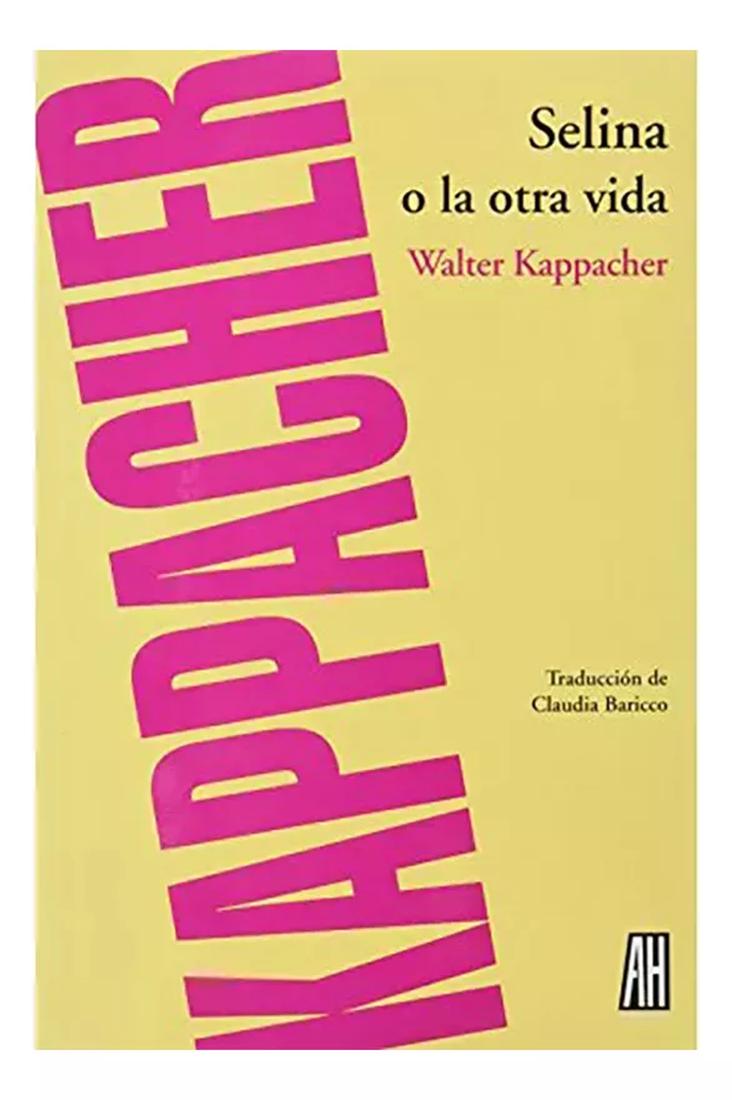 Selina
o la otra vida
Walter Kappacher
KAPPACHER
Traducción de
Claudia Baricco
AH